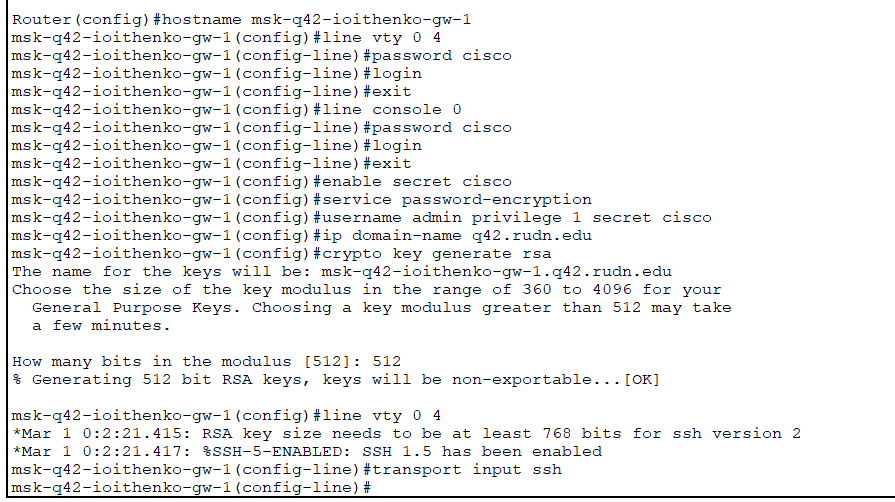 Router(config)#hostname msk-q42-ioithenko-gw-1
msk-q42-ioithenko-gw-1(config)#line vty 0 4
msk-q42-ioithenko-gw-1(config-line)#password cisco
msk-q42-ioithenko-gw-1(config-line)#login
msk-q42-ioithenko-gw-1(config-line)#exit
msk-q42-ioithenko-gw-1(config)#line console 0
msk-q42-ioithenko-gw-1(config-line)#password cisco
msk-q42-ioithenko-gw-1(config-line)#login
msk-q42-ioithenko-gw-1(config-line)#exit
msk-q42-ioithenko-gw-1(config)#enable secret cisco
msk-q42-ioithenko-gw-1(config)#service password-encryption
msk-q42-ioithenko-gw-1(config)#username admin privilege 1 secret cisco
msk-q42-ioithenko-gw-1(config)#ip domain-name q42.rudn.edu
msk-q42-ioithenko-gw-1(config)#crypto key generate rsa
The name for the keys will be: msk-q42-ioithenko-gw-1.q42.rudn.edu
Choose the size of the key modulus in the range of 360 to 4096 for your
  General Purpose Keys. Choosing a key modulus greater than 512 may take
  a few minutes.

How many bits in the modulus [512]: 512
% Generating 512 bit RSA keys, keys will be non-exportable...[OK]

msk-q42-ioithenko-gw-1(config)#line vty 0 4
*Mar 1 0:2:21.415: RSA key size needs to be at least 768 bits for ssh version 2
*Mar 1 0:2:21.417: %SSH-5-ENABLED: SSH 1.5 has been enabled
msk-q42-ioithenko-gw-1(config-line)#transport input ssh
msk-q42-ioithenko-gw-1(config-line)#